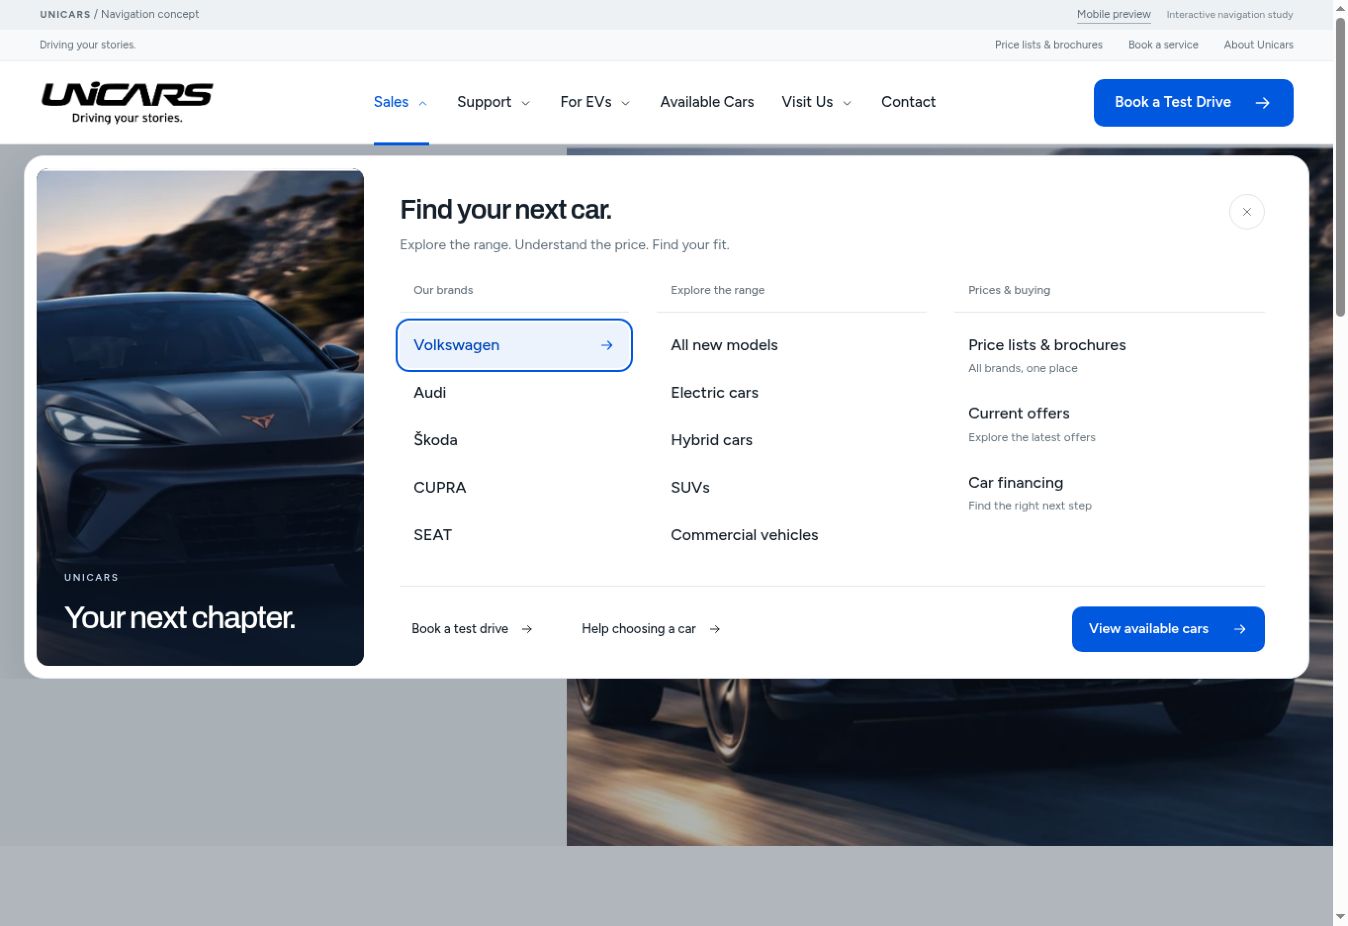 UNICARS / Navigation concept
Mobile preview
Interactive navigation study
Driving your stories.
Price lists & brochures
Book a service
About Unicars
UNiCARS
Driving your stories.
Sales
Support
For EVs
Available Cars
Visit Us
Contact
Book a Test Drive
Find your next car.
Explore the range. Understand the price. Find your fit.
Our brands
Volkswagen
Audi
Škoda
CUPRA
SEAT
Explore the range
All new models
Electric cars
Hybrid cars
SUVs
Commercial vehicles
Prices & buying
Price lists & brochures
All brands, one place
Current offers
Explore the latest offers
Car financing
Find the right next step
UNICARS
Your next chapter.
Book a test drive
Help choosing a car
View available cars